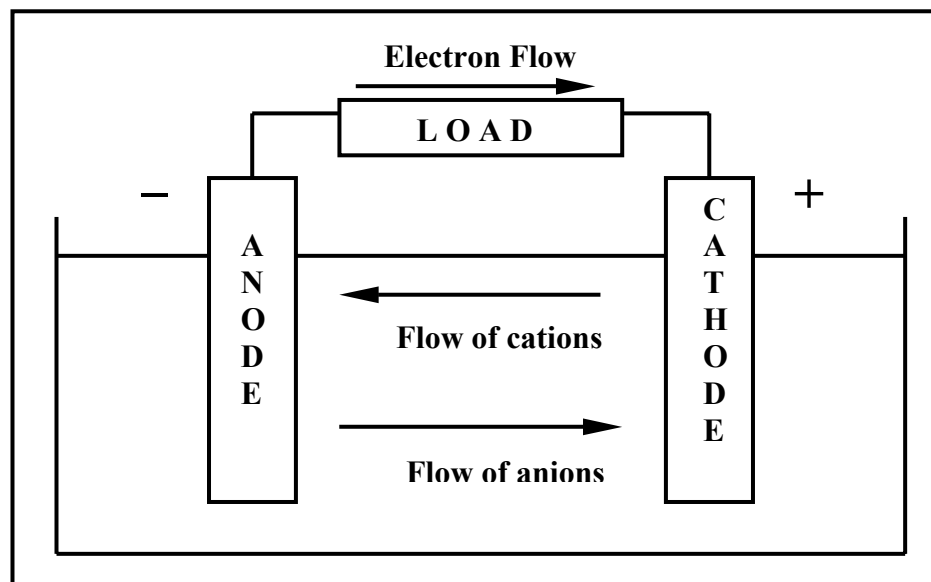 Electron Flow
L O A D
−
+
A
N
O
D
E
C
A
T
H
O
D
E
Flow of cations
Flow of anions